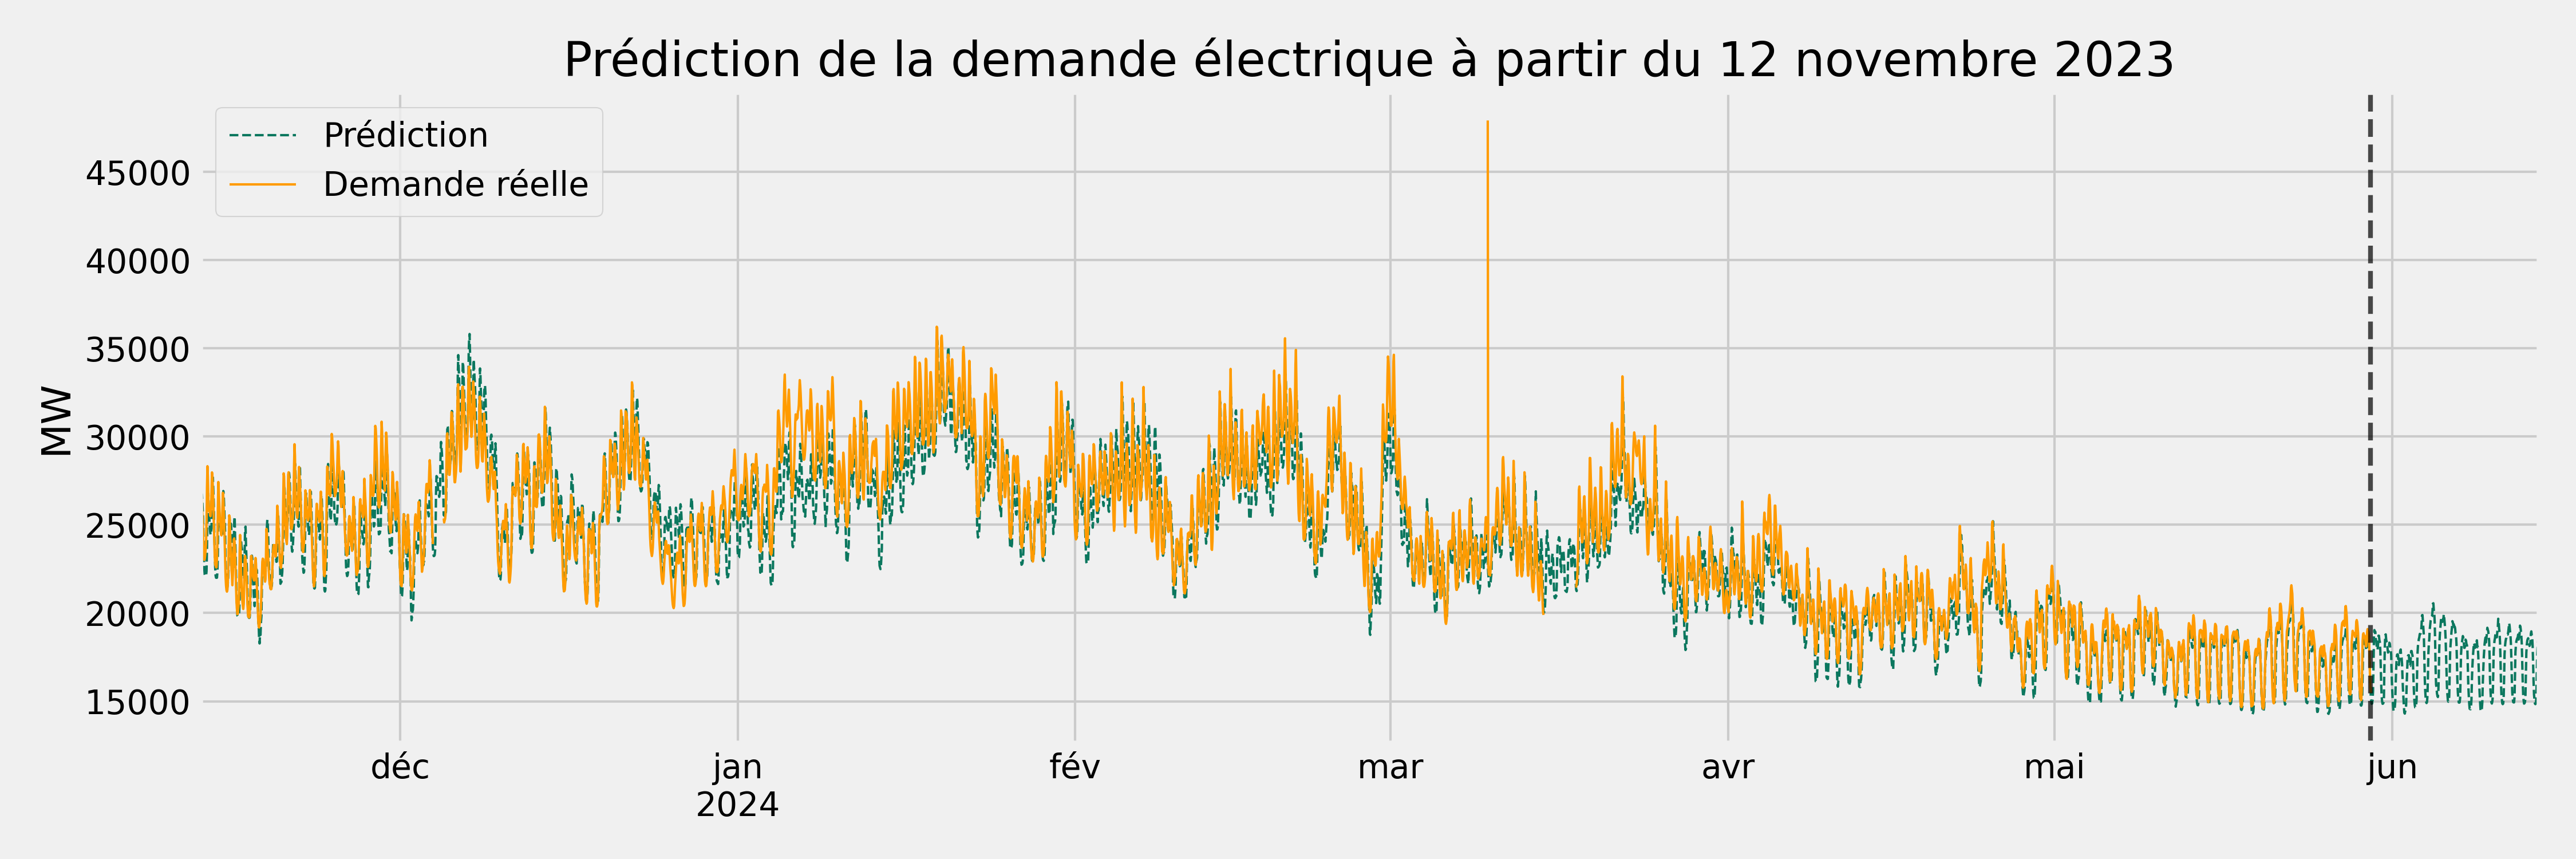 Prédiction de la demande électrique à partir du 12 novembre 2023
Prédiction
Demande réelle
45000
40000
35000
30000
25000
20000
15000
MW
déc
jan
2024
fév
mar
avr
mai
jun